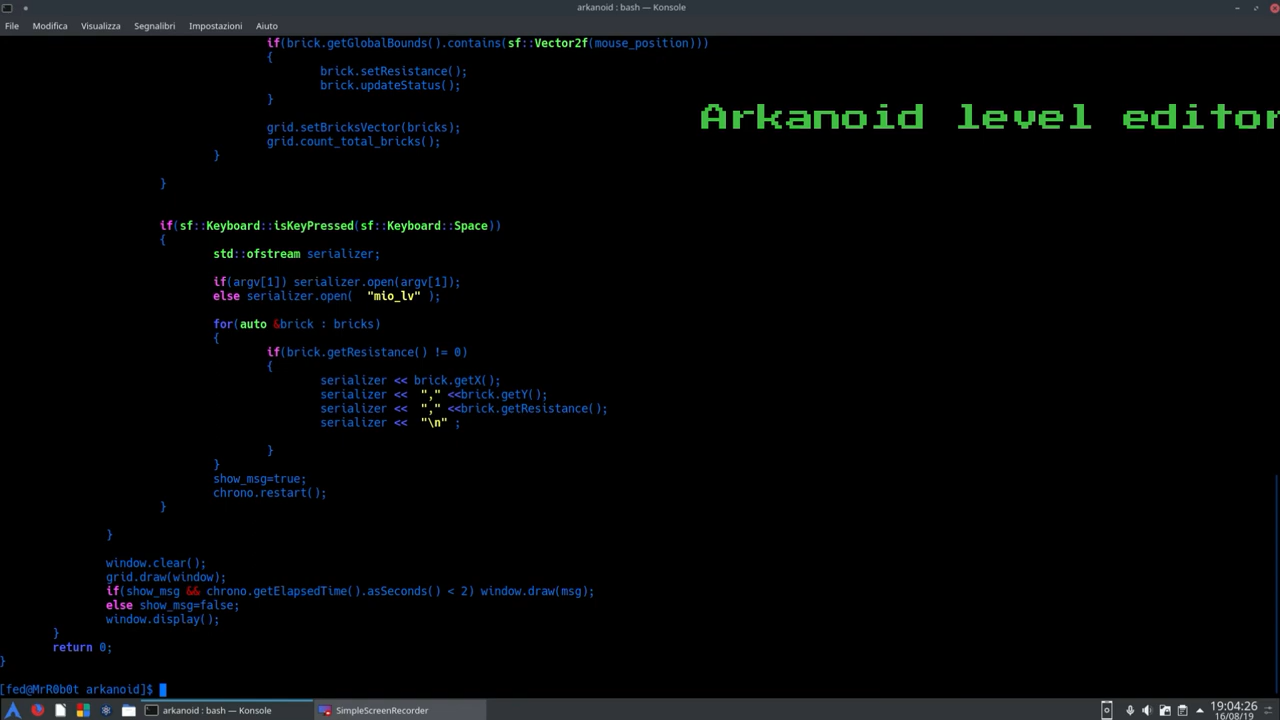 arkanoid : bash — Konsole
File Modifica Visualizza Segnalibri Impostazioni Aiuto
if(brick.getGlobalBounds().contains(sf::Vector2f(mouse_position)))
{
brick.setResistance();
brick.updateStatus();
}
Arkanoid level editor
grid.setBricksVector(bricks);
grid.count_total_bricks();
}
}
if(sf::Keyboard::isKeyPressed(sf::Keyboard::Space))
{
std::ofstream serializer;
if(argv[1]) serializer.open(argv[1]);
else serializer.open( "mio_lv" );
for(auto &brick : bricks)
{
if(brick.getResistance() != 0)
{
serializer << brick.getX();
serializer << "," <<brick.getY();
serializer << "," <<brick.getResistance();
serializer << "\n" ;
}
}
show_msg=true;
chrono.restart();
}
}
window.clear();
grid.draw(window);
if(show_msg && chrono.getElapsedTime().asSeconds() < 2) window.draw(msg);
else show_msg=false;
window.display();
}
return 0;
}
[fed@MrR0b0t arkanoid]$
arkanoid : bash — Konsole
SimpleScreenRecorder
19:04:26
16/08/19